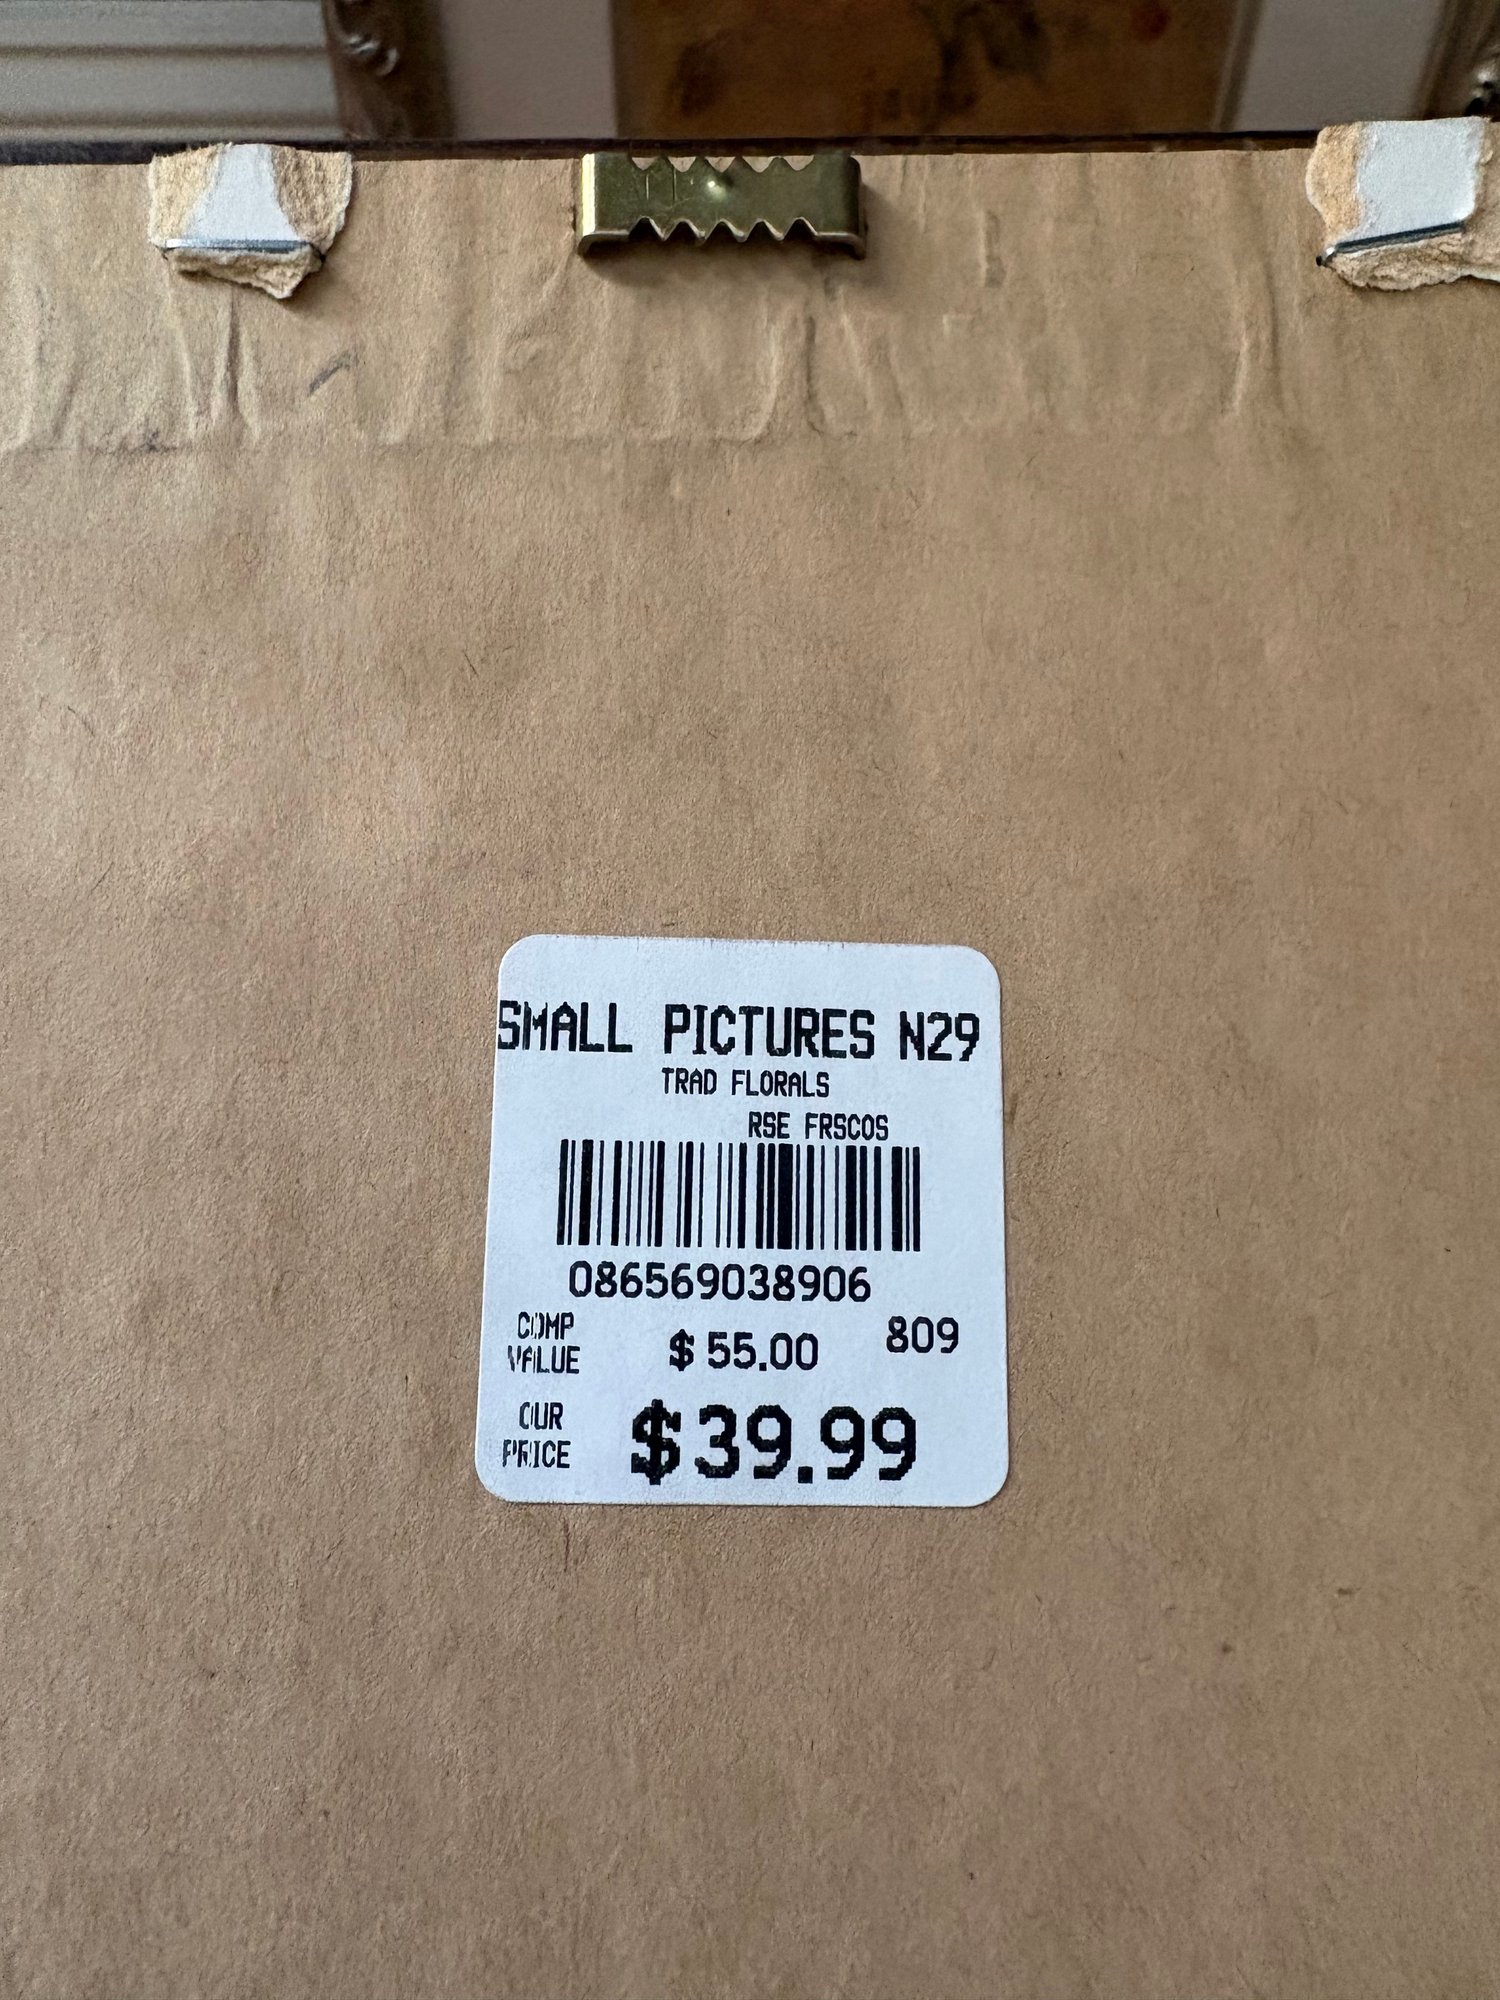 SMALL PICTURES N29
TRAD FLORALS
RSE FRSCOS
086569038906
COMP VALUE $ 55.00 809
OUR PRICE $39.99